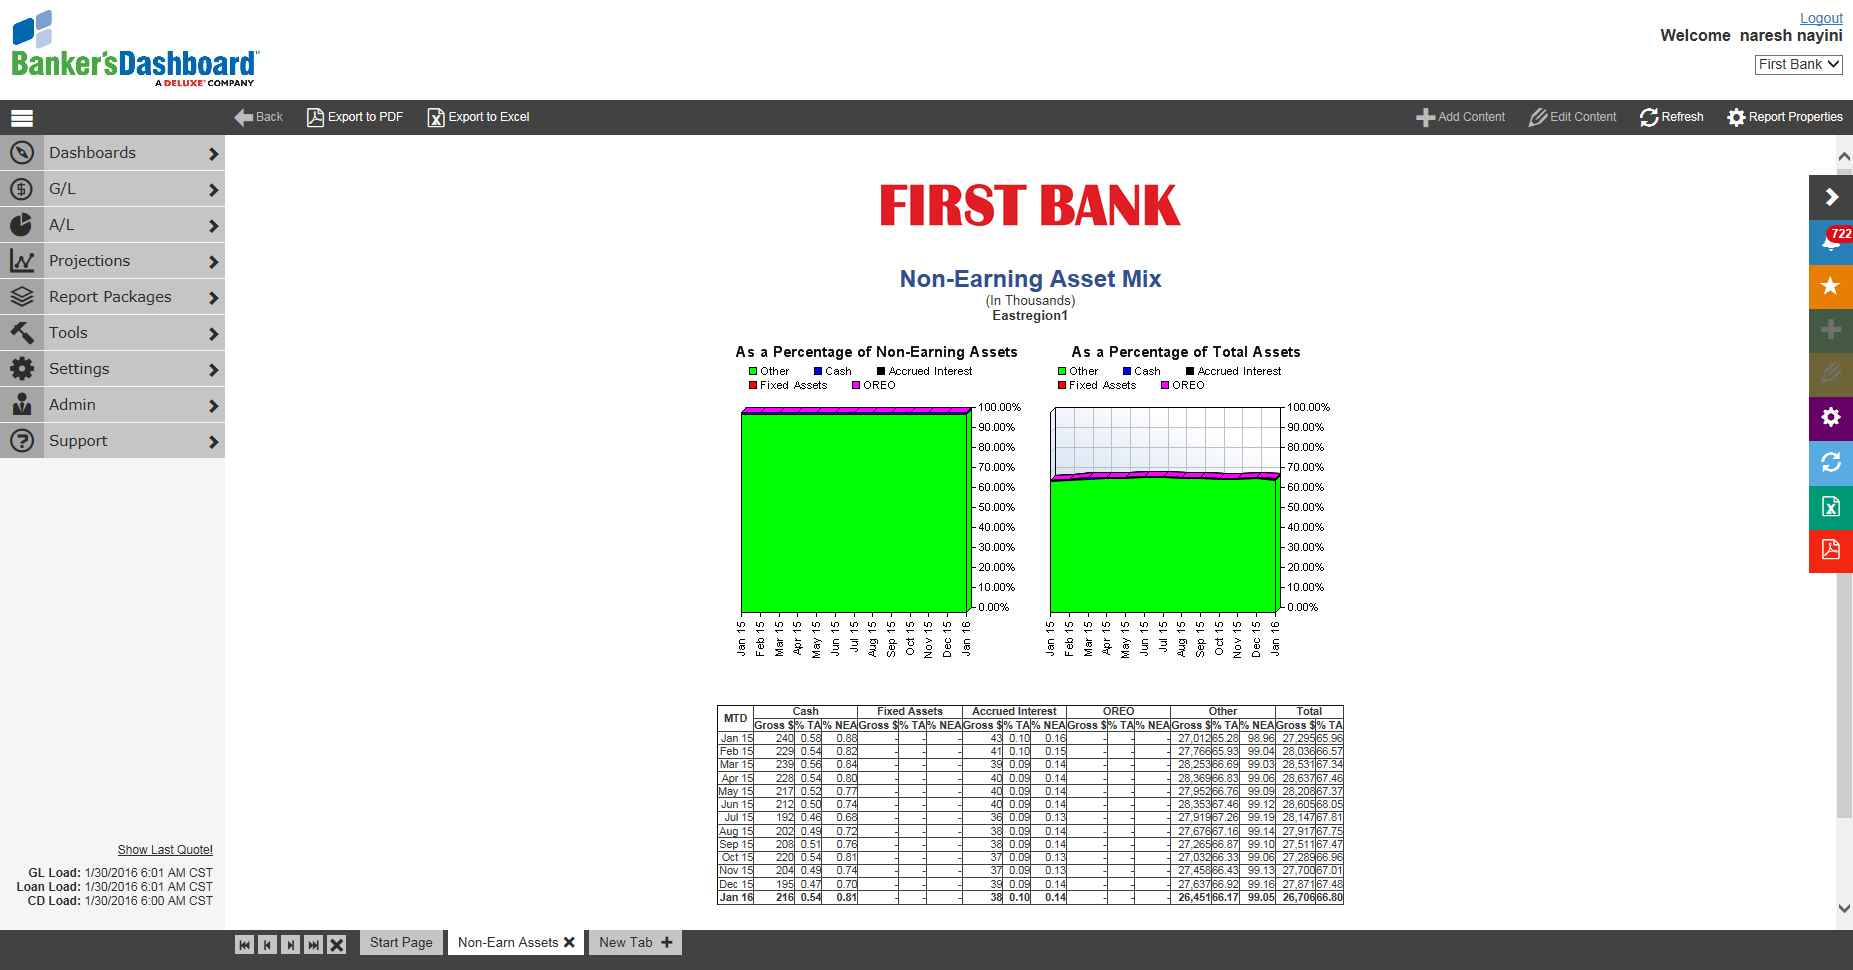 Logout
Welcome naresh nayini
First Bank
Banker'sDashboard
A DELUXE COMPANY
Back
Export to PDF
Export to Excel
Add Content
Edit Content
Refresh
Report Properties
Dashboards
G/L
A/L
Projections
Report Packages
Tools
Settings
Admin
Support
722
FIRST BANK
Non-Earning Asset Mix
(In Thousands)
Eastregion1
As a Percentage of Non-Earning Assets
Other Cash Accrued Interest
Fixed Assets OREO
100.00%
90.00%
80.00%
70.00%
60.00%
50.00%
40.00%
30.00%
20.00%
10.00%
0.00%
Jan 15 Feb 15 Mar 15 Apr 15 May 15 Jun 15 Jul 15 Aug 15 Sep 15 Oct 15 Nov 15 Dec 15 Jan 16
As a Percentage of Total Assets
Other Cash Accrued Interest
Fixed Assets OREO
100.00%
90.00%
80.00%
70.00%
60.00%
50.00%
40.00%
30.00%
20.00%
10.00%
0.00%
Jan 15 Feb 15 Mar 15 Apr 15 May 15 Jun 15 Jul 15 Aug 15 Sep 15 Oct 15 Nov 15 Dec 15 Jan 16
MTD Cash Fixed Assets Accrued Interest OREO Other Total
Gross $ % TA % NEA Gross $ % TA % NEA Gross $ % TA % NEA Gross $ % TA % NEA Gross $ % TA % NEA Gross $ % TA
Jan 15 240 0.58 0.88 - - - 43 0.10 0.16 - - - 27,012 65.28 98.96 27,295 65.96
Feb 15 229 0.54 0.82 - - - 41 0.10 0.15 - - - 27,766 65.93 99.04 28,036 66.57
Mar 15 239 0.56 0.84 - - - 39 0.09 0.14 - - - 28,253 66.69 99.03 28,531 67.34
Apr 15 228 0.54 0.80 - - - 40 0.09 0.14 - - - 28,369 66.83 99.06 28,637 67.46
May 15 217 0.52 0.77 - - - 40 0.09 0.14 - - - 27,952 66.76 99.09 28,208 67.37
Jun 15 212 0.50 0.74 - - - 40 0.09 0.14 - - - 28,353 67.46 99.12 28,605 68.05
Jul 15 192 0.46 0.68 - - - 36 0.09 0.13 - - - 27,919 67.26 99.19 28,147 67.81
Aug 15 202 0.49 0.72 - - - 38 0.09 0.14 - - - 27,676 67.16 99.14 27,917 67.75
Sep 15 208 0.51 0.76 - - - 38 0.09 0.14 - - - 27,265 66.87 99.10 27,511 67.47
Oct 15 220 0.54 0.81 - - - 37 0.09 0.13 - - - 27,032 66.33 99.06 27,289 66.96
Nov 15 204 0.49 0.74 - - - 37 0.09 0.13 - - - 27,458 66.43 99.13 27,700 67.01
Dec 15 195 0.47 0.70 - - - 39 0.09 0.14 - - - 27,637 66.92 99.16 27,871 67.48
Jan 16 216 0.54 0.81 - - - 38 0.10 0.14 - - - 26,451 66.17 99.05 26,706 66.80
Show Last Quote!
GL Load: 1/30/2016 6:01 AM CST
Loan Load: 1/30/2016 6:01 AM CST
CD Load: 1/30/2016 6:00 AM CST
Start Page
Non-Earn Assets
New Tab